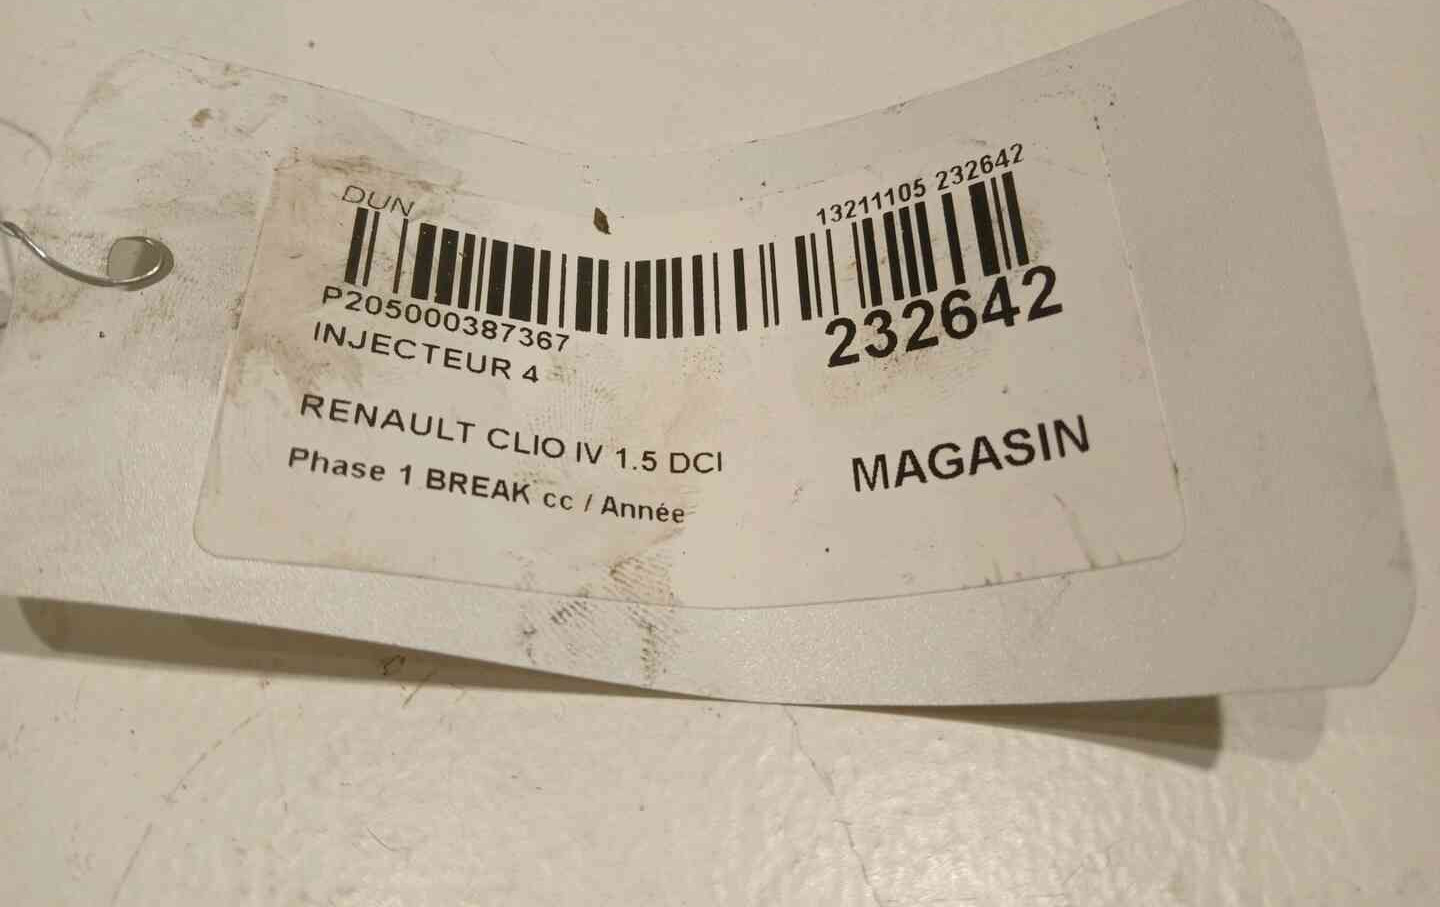 DUN 13211105 232642
P205000387367 232642
INJECTEUR 4
RENAULT CLIO IV 1.5 DCI MAGASIN
Phase 1 BREAK cc / Année